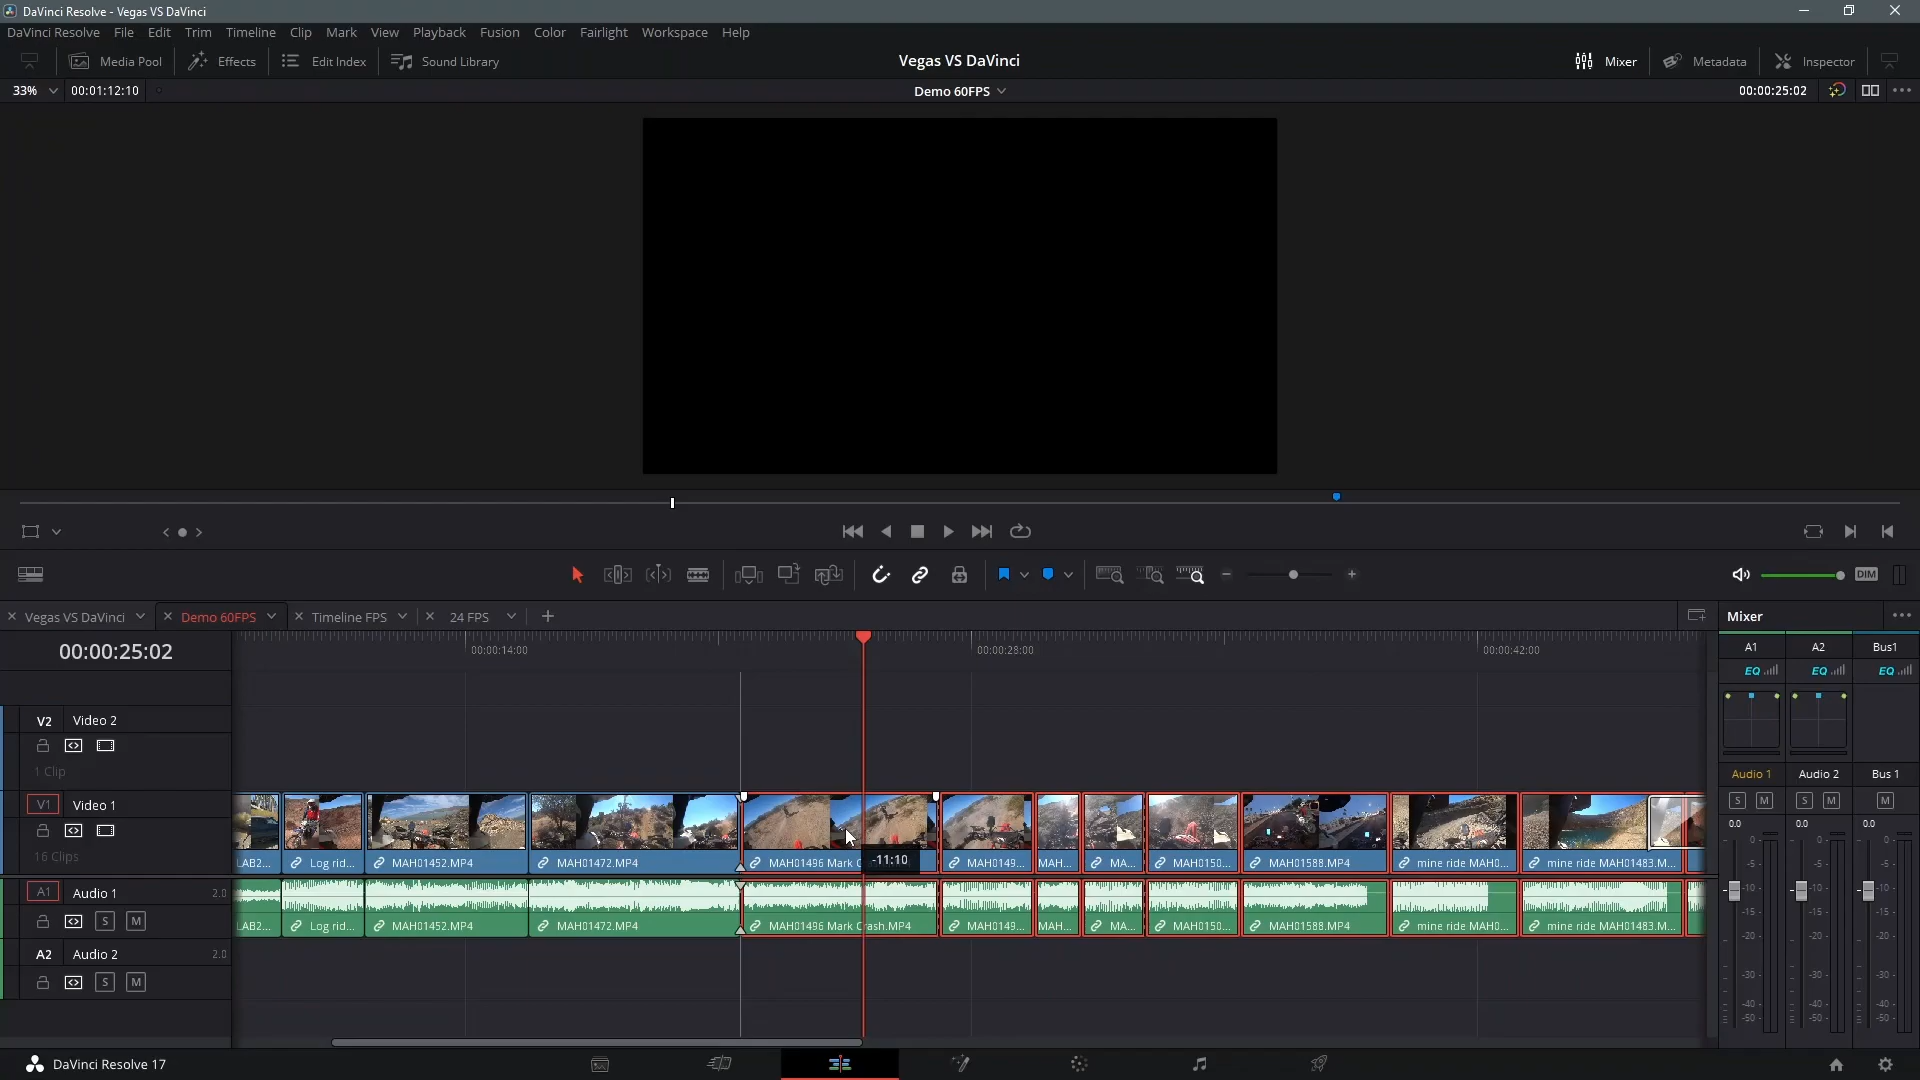 DaVinci Resolve - Vegas VS DaVinci
DaVinci Resolve File Edit Trim Timeline Clip Mark View Playback Fusion Color Fairlight Workspace Help
Media Pool Effects Edit Index Sound Library Vegas VS DaVinci Mixer Metadata Inspector
33% 00:01:12:10 Demo 60FPS 00:00:25:02
DIM
Vegas VS DaVinci Demo 60FPS Timeline FPS 24 FPS Mixer
00:00:25:02 00:00:14:00 00:00:28:00 00:00:42:00
A1 A2 Bus1
EQ EQ EQ
V2 Video 2
1 Clip
Audio 1 Audio 2 Bus 1
V1 Video 1
S M S M M
0.0 0.0 0.0
16 Clips
LAB2... Log rid... MAH01452.MP4 MAH01472.MP4 MAH01496 Mark C -11:10 MAH0149... MAH... MA... MAH0150... MAH01588.MP4 mine ride MAH0... mine ride MAH01483.M...
A1 Audio 1 2.0
S M
LAB2... Log rid... MAH01452.MP4 MAH01472.MP4 MAH01496 Mark Crash.MP4 MAH0149... MAH... MA... MAH0150... MAH01588.MP4 mine ride MAH0... mine ride MAH01483.M...
A2 Audio 2 2.0
S M
0 0 0
-5 -5 -5
-10 -10 -10
-15 -15 -15
-20 -20 -20
-30 -30 -30
-40 -40 -40
-50 -50 -50
DaVinci Resolve 17